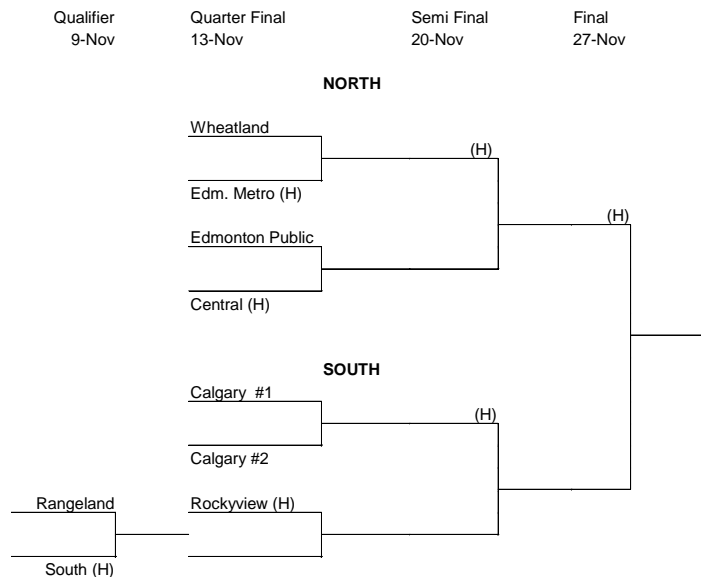 Qualifier Quarter Final Semi Final Final
9-Nov 13-Nov 20-Nov 27-Nov
NORTH
Wheatland
(H)
Edm. Metro (H)
(H)
Edmonton Public
Central (H)
SOUTH
Calgary #1
(H)
Calgary #2
Rangeland Rockyview (H)
South (H)